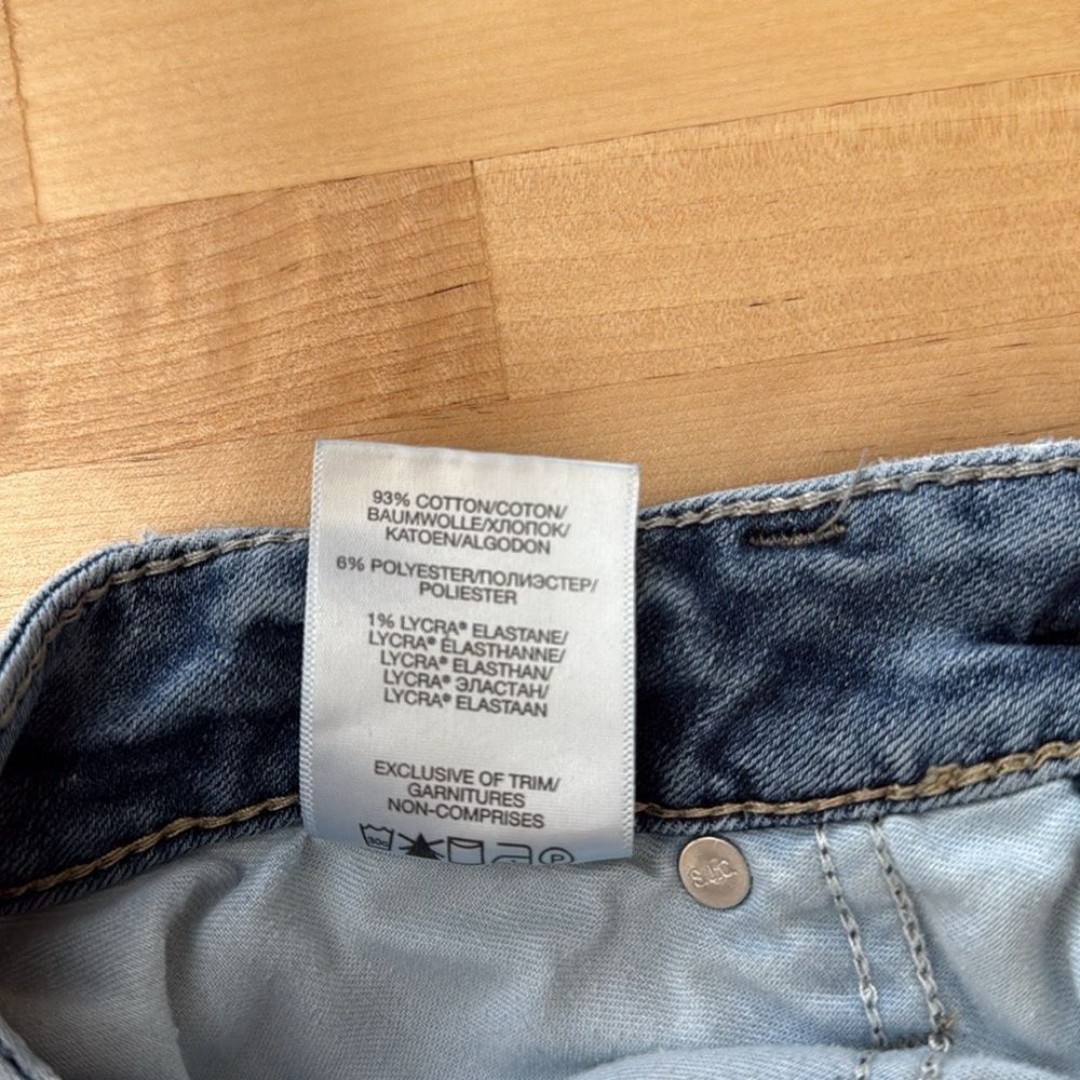 93% COTTON/COTON/
BAUMWOLLE/ХЛОПОК/
KATOEN/ALGODON
6% POLYESTER/ПОЛИЭСТЕР/
POLIESTER
1% LYCRA® ELASTANE/
LYCRA® ÉLASTHANNE/
LYCRA® ELASTHAN/
LYCRA® ЭЛАСТАН/
LYCRA® ELASTAAN
EXCLUSIVE OF TRIM/
GARNITURES
NON-COMPRISES
P